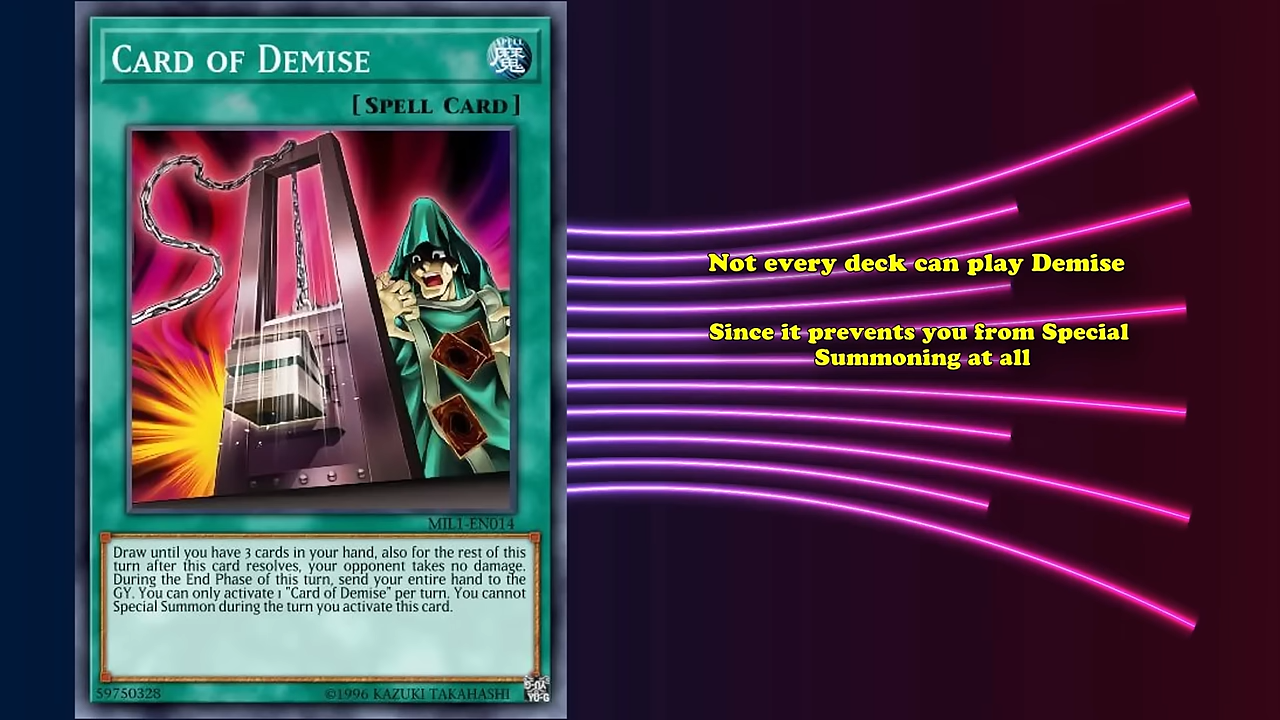 CARD OF DEMISE
SPELL
魔
[SPELL CARD]
MIL1-EN014
Draw until you have 3 cards in your hand, also for the rest of this
turn after this card resolves, your opponent takes no damage.
During the End Phase of this turn, send your entire hand to the
GY. You can only activate 1 "Card of Demise" per turn. You cannot
Special Summon during the turn you activate this card.
59750328
©1996 KAZUKI TAKAHASHI
Not every deck can play Demise
Since it prevents you from Special
Summoning at all